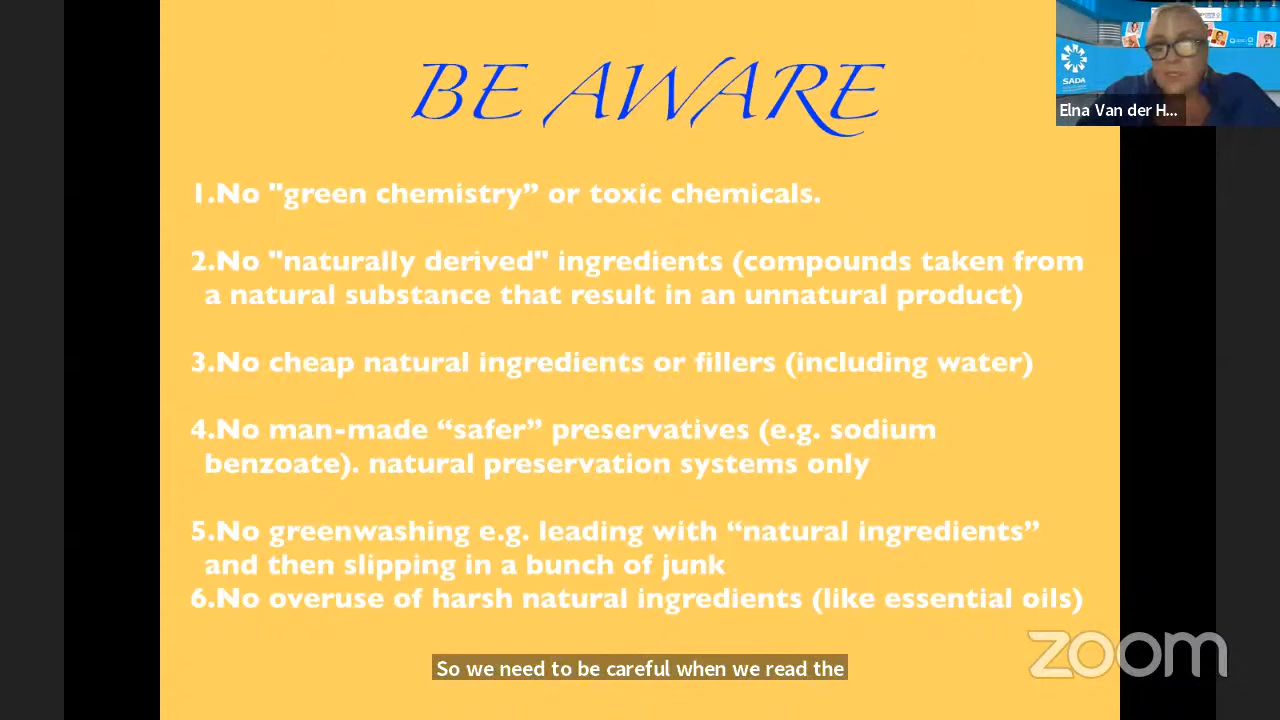 BE AWARE
SADA
Elna Van der H...
1.No "green chemistry” or toxic chemicals.
2.No "naturally derived" ingredients (compounds taken from
a natural substance that result in an unnatural product)
3.No cheap natural ingredients or fillers (including water)
4.No man-made “safer” preservatives (e.g. sodium
benzoate). natural preservation systems only
5.No greenwashing e.g. leading with “natural ingredients”
and then slipping in a bunch of junk
6.No overuse of harsh natural ingredients (like essential oils)
zoom
So we need to be careful when we read the